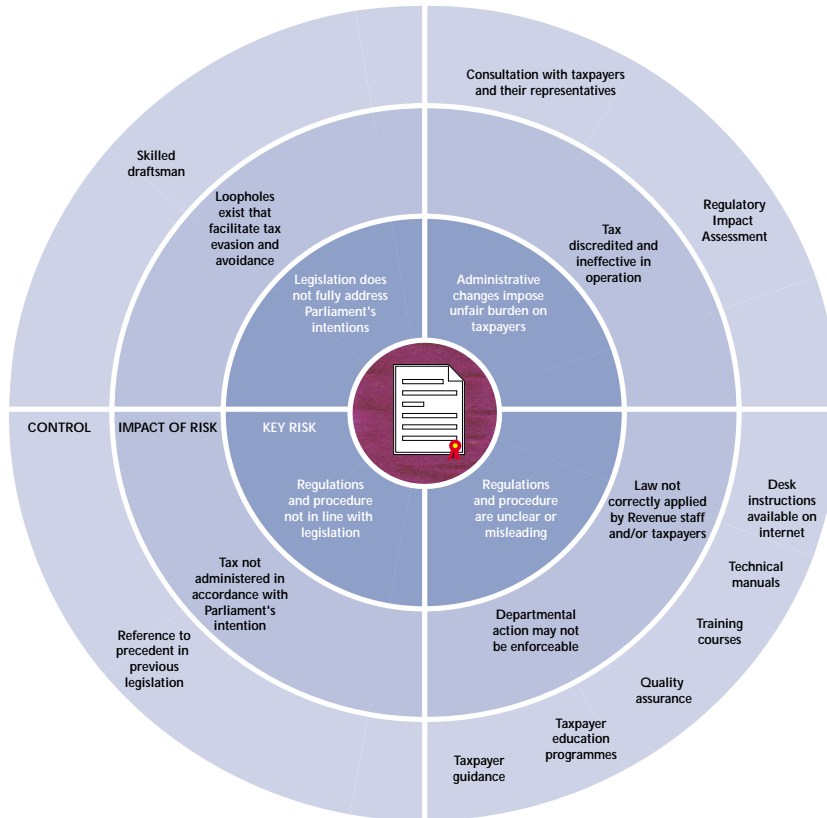 Consultation with taxpayers
and their representatives
Skilled
draftsman
Loopholes
exist that
facilitate tax
evasion and
avoidance
Regulatory
Impact
Assessment
Tax
discredited and
ineffective in
operation
Legislation does
not fully address
Parliament's
intentions
Administrative
changes impose
unfair burden on
taxpayers
CONTROL
IMPACT OF RISK
KEY RISK
Regulations
and procedure
not in line with
legislation
Regulations
and procedure
are unclear or
misleading
Law not
correctly applied
by Revenue staff
and/or taxpayers
Desk
instructions
available on
internet
Tax not
administered in
accordance with
Parliament's
intention
Technical
manuals
Departmental
action may not
be enforceable
Training
courses
Reference to
precedent in
previous
legislation
Quality
assurance
Taxpayer
education
programmes
Taxpayer
guidance